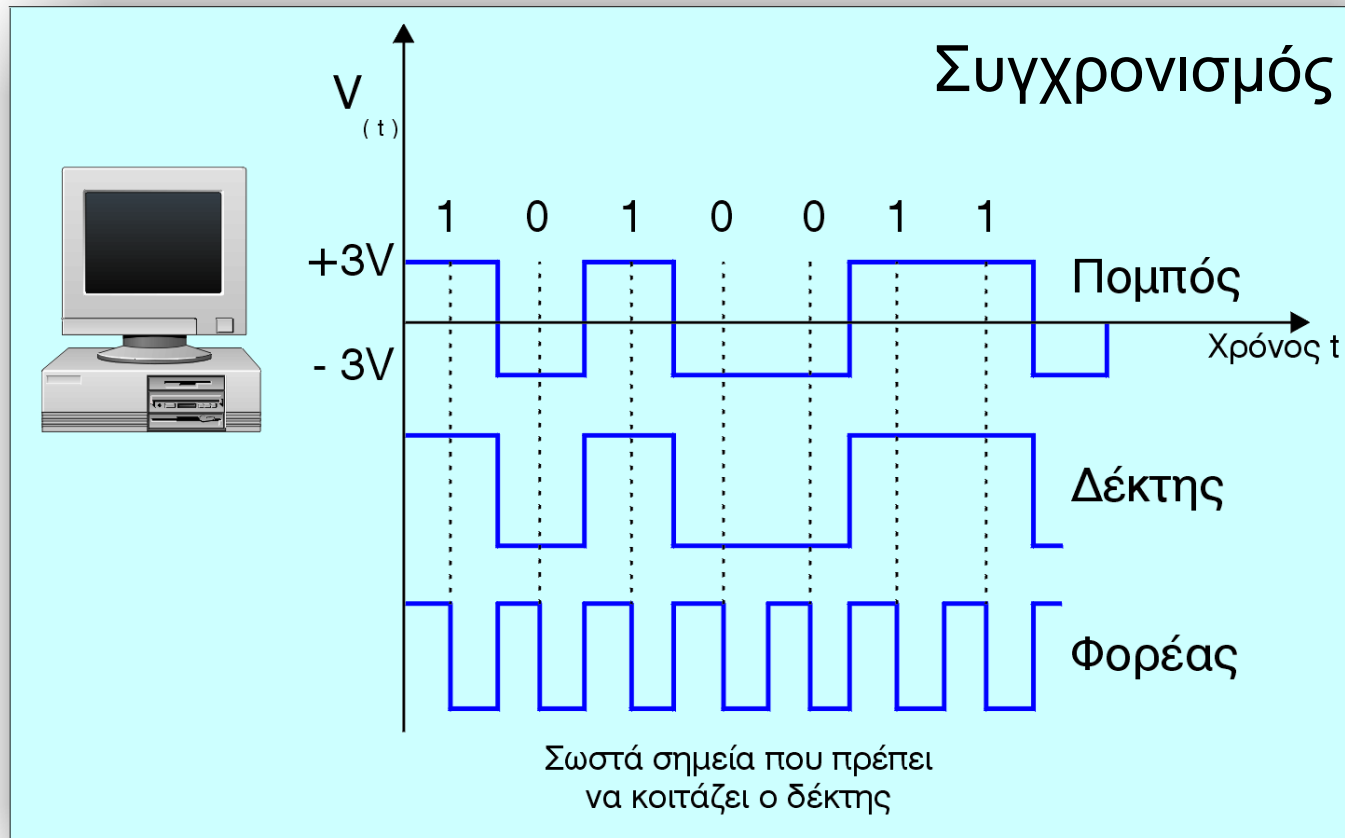 Συγχρονισμός
V
( t )
1 0 1 0 0 1 1
+3V
Πομπός
- 3V
Χρόνος t
Δέκτης
Φορέας
Σωστά σημεία που πρέπει
να κοιτάζει ο δέκτης